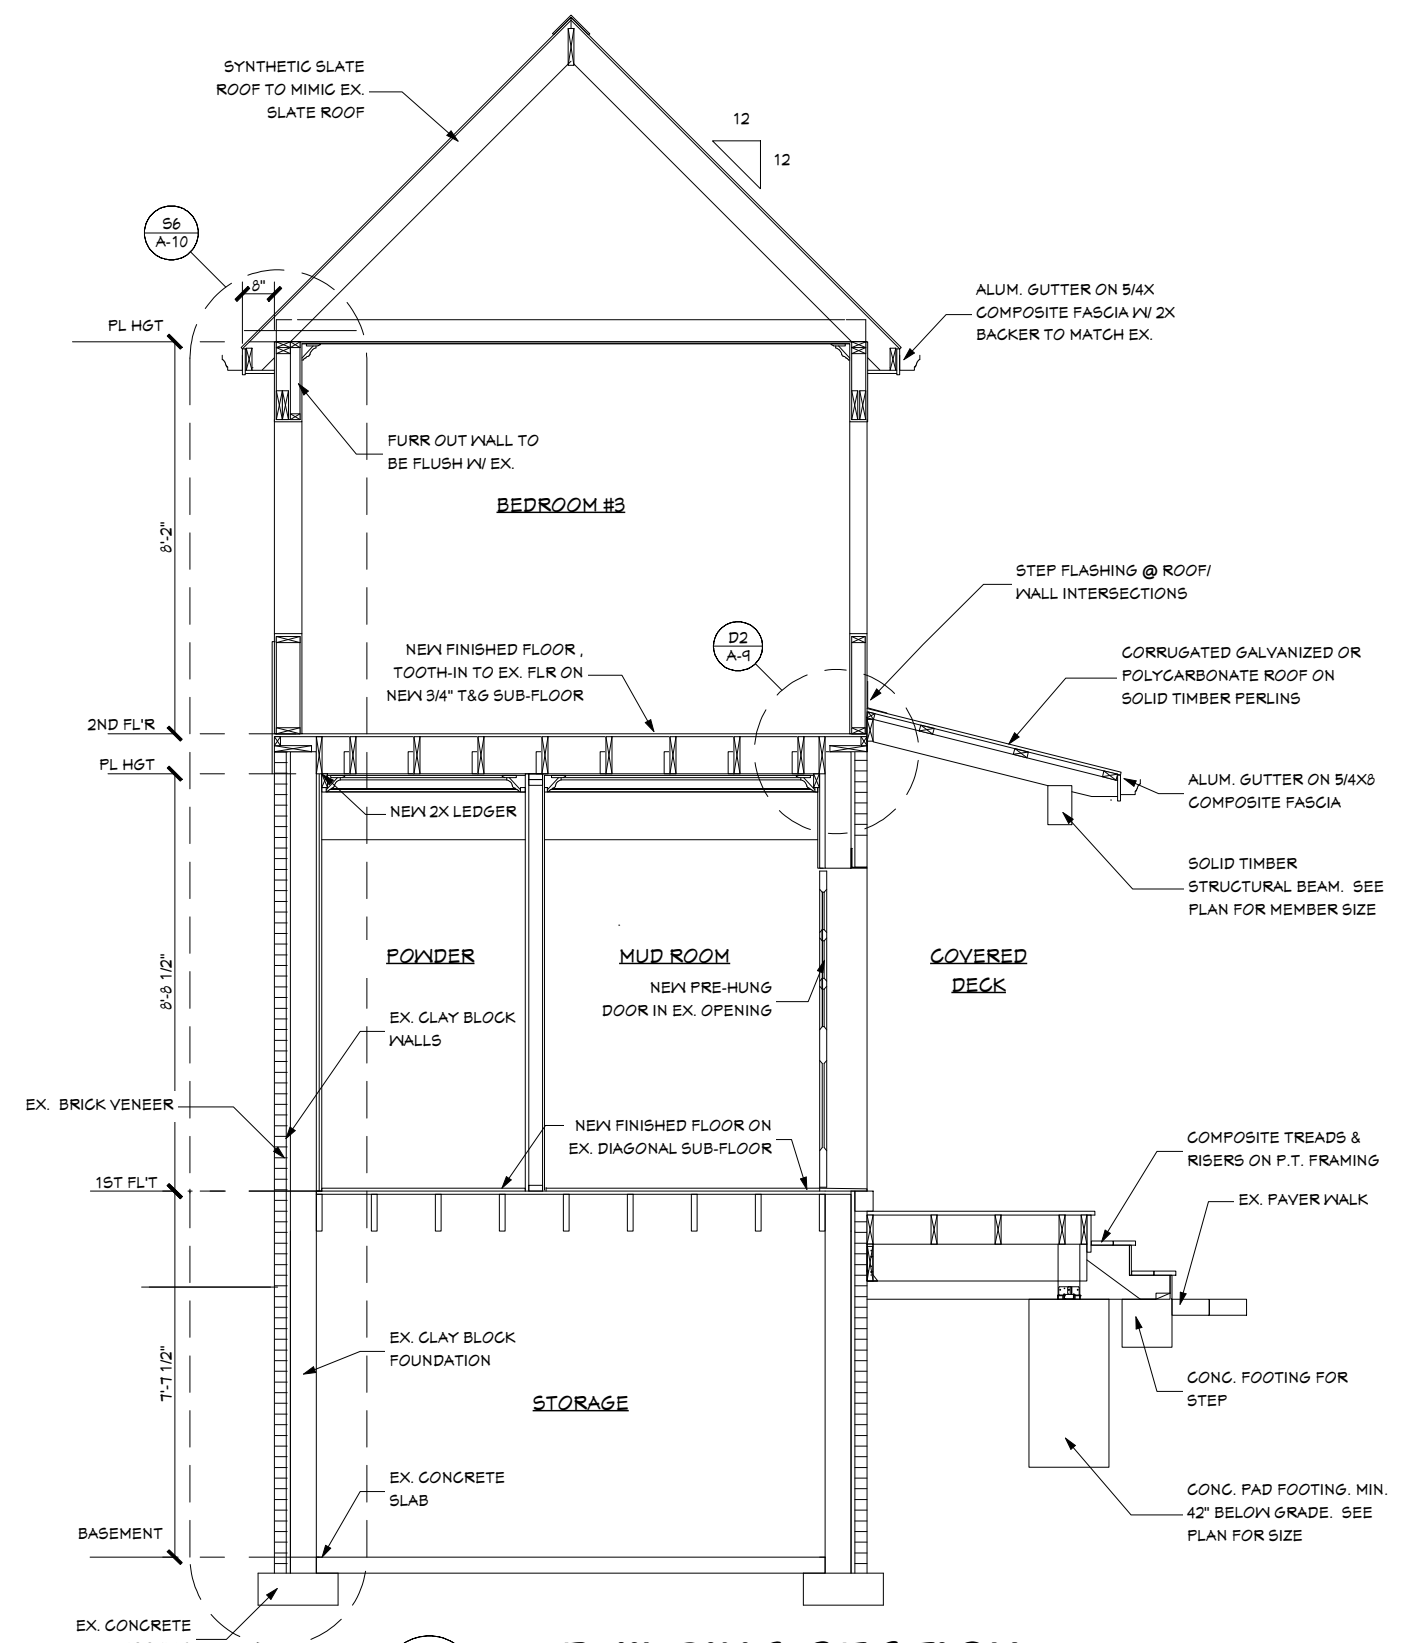 SYNTHETIC SLATE
ROOF TO MIMIC EX.
SLATE ROOF
12
12
S6
A-10
8"
PL HGT
ALUM. GUTTER ON 5/4X
COMPOSITE FASCIA W/ 2X
BACKER TO MATCH EX.
FURR OUT WALL TO
BE FLUSH W/ EX.
BEDROOM #3
8'-2"
STEP FLASHING @ ROOF/
WALL INTERSECTIONS
D2
A-9
NEW FINISHED FLOOR ,
TOOTH-IN TO EX. FLR ON
NEW 3/4" T&G SUB-FLOOR
CORRUGATED GALVANIZED OR
POLYCARBONATE ROOF ON
SOLID TIMBER PERLINS
2ND FL'R
PL HGT
ALUM. GUTTER ON 5/4X8
COMPOSITE FASCIA
NEW 2X LEDGER
SOLID TIMBER
STRUCTURAL BEAM. SEE
PLAN FOR MEMBER SIZE
POWDER
MUD ROOM
COVERED
DECK
8'-8 1/2"
NEW PRE-HUNG
DOOR IN EX. OPENING
EX. CLAY BLOCK
WALLS
EX. BRICK VENEER
NEW FINISHED FLOOR ON
EX. DIAGONAL SUB-FLOOR
COMPOSITE TREADS &
RISERS ON P.T. FRAMING
1ST FL'T
EX. PAVER WALK
EX. CLAY BLOCK
FOUNDATION
7'-7 1/2"
STORAGE
CONC. FOOTING FOR
STEP
EX. CONCRETE
SLAB
CONC. PAD FOOTING. MIN.
42" BELOW GRADE. SEE
PLAN FOR SIZE
BASEMENT
EX. CONCRETE